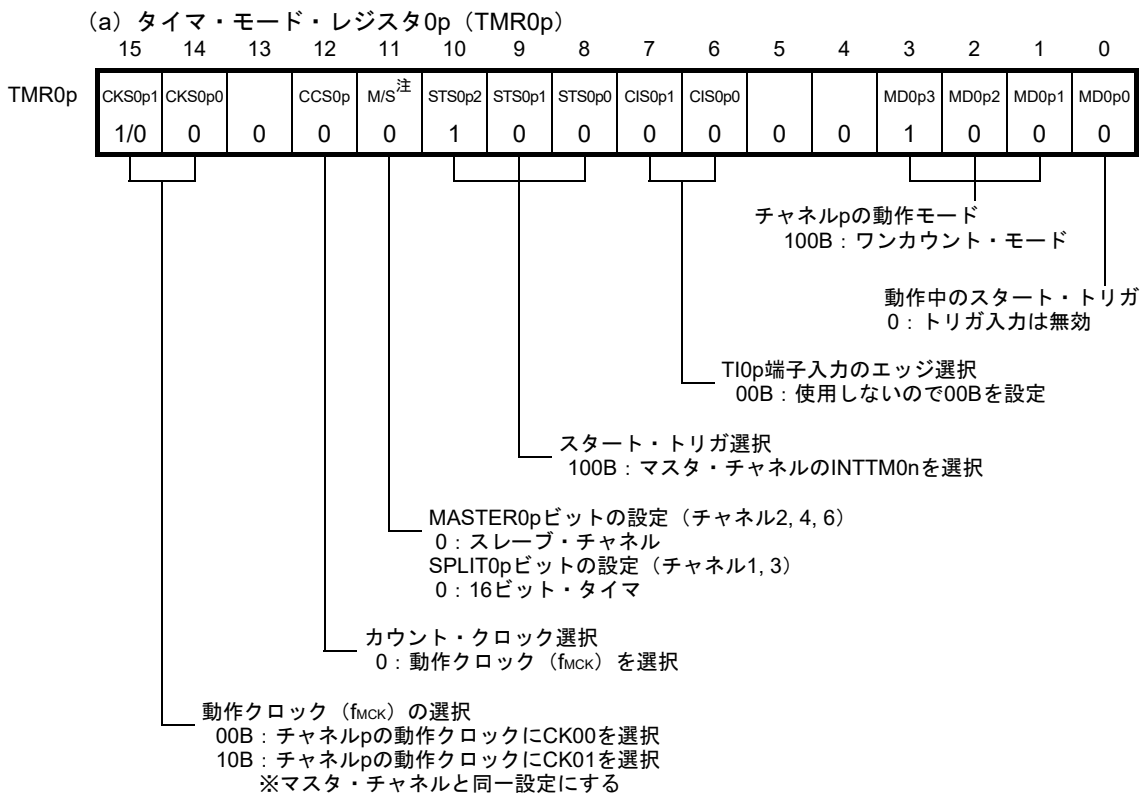 （a）タイマ・モード・レジスタ0p（TMR0p）
15 14 13 12 11 10 9 8 7 6 5 4 3 2 1 0
TMR0p CKS0p1 CKS0p0 CCS0p M/S注 STS0p2 STS0p1 STS0p0 CIS0p1 CIS0p0 MD0p3 MD0p2 MD0p1 MD0p0
1/0 0 0 0 0 1 0 0 0 0 0 0 1 0 0 0
チャネルpの動作モード
100B：ワンカウント・モード
動作中のスタート・トリガ
0：トリガ入力は無効
TI0p端子入力のエッジ選択
00B：使用しないので00Bを設定
スタート・トリガ選択
100B：マスタ・チャネルのINTTM0nを選択
MASTER0pビットの設定（チャネル2, 4, 6）
0：スレーブ・チャネル
SPLIT0pビットの設定（チャネル1, 3）
0：16ビット・タイマ
カウント・クロック選択
0：動作クロック（fMCK）を選択
動作クロック（fMCK）の選択
00B：チャネルpの動作クロックにCK00を選択
10B：チャネルpの動作クロックにCK01を選択
※マスタ・チャネルと同一設定にする